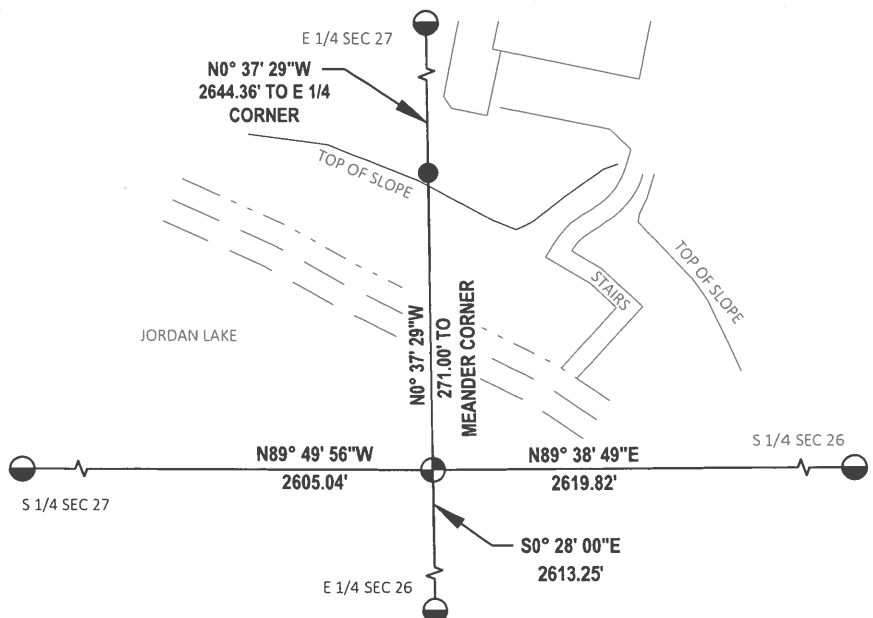 E 1/4 SEC 27
N0° 37' 29"W
2644.36' TO E 1/4
CORNER
TOP OF SLOPE
TOP OF SLOPE
STAIRS
JORDAN LAKE
N0° 37' 29"W
271.00' TO
MEANDER CORNER
S 1/4 SEC 26
N89° 49' 56"W
2605.04'
N89° 38' 49"E
2619.82'
S 1/4 SEC 27
S0° 28' 00"E
2613.25'
E 1/4 SEC 26